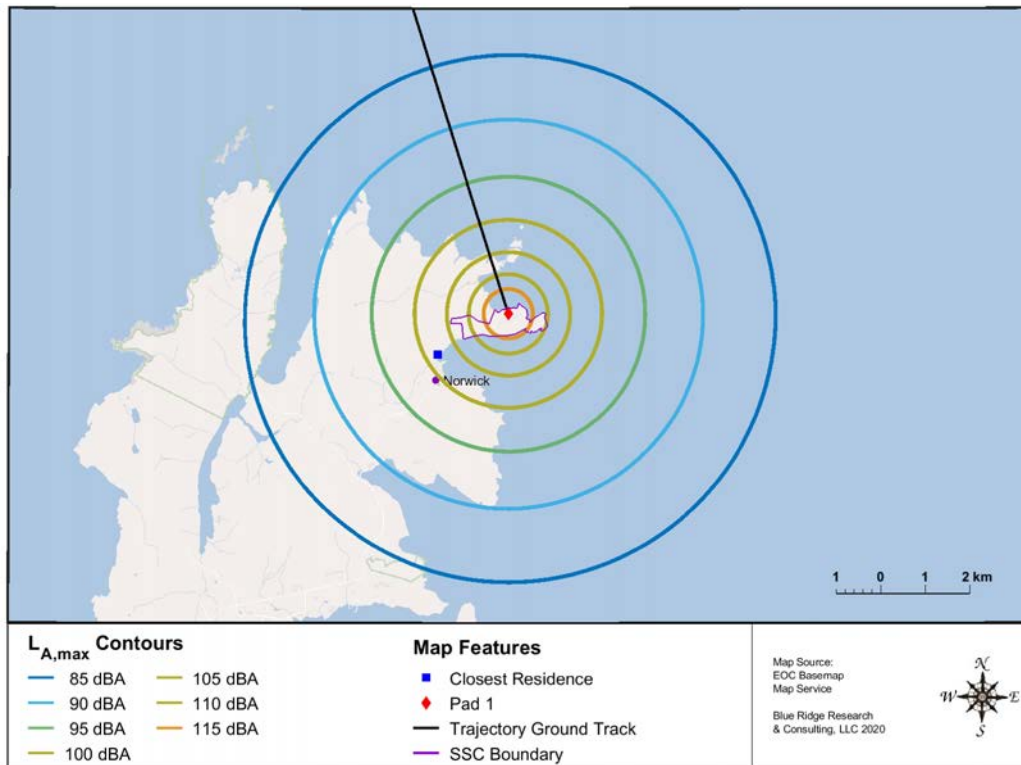 Norwick
1 0 1 2 km
L A,max Contours
85 dBA
90 dBA
95 dBA
100 dBA
105 dBA
110 dBA
115 dBA
Map Features
Closest Residence
Pad 1
Trajectory Ground Track
SSC Boundary
Map Source:
EOC Basemap
Map Service
Blue Ridge Research
& Consulting, LLC 2020
N
W E
S